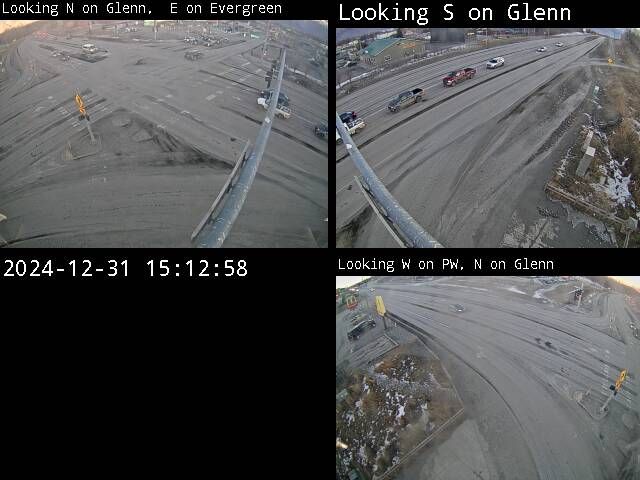 Looking N on Glenn,  E on Evergreen
Looking S on Glenn
2024-12-31 15:12:58
Looking W on PW, N on Glenn